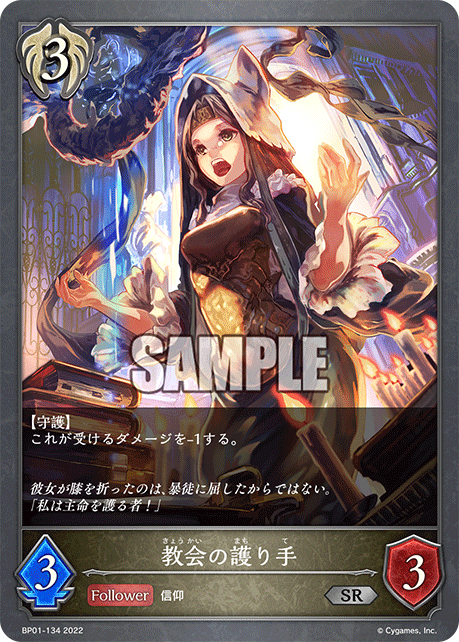 3
SAMPLE
【守護】
これが受けるダメージを-1する。
彼女が膝を折ったのは、暴徒に屈したからではない。
「私は主命を護る者！」
きょうかい まも て
教会の護り手
3
Follower 信仰
SR
3
BP01-134 2022
© Cygames, Inc.